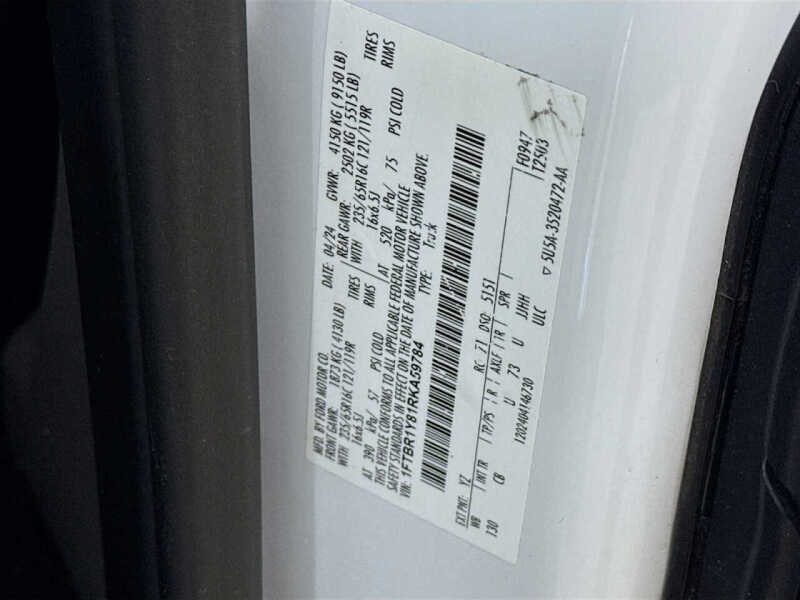 MFD. BY FORD MOTOR CO.
DATE: 04/24 GVWR: 4150 KG ( 9150 LB)
FRONT GAWR: 1873 KG ( 4130 LB) REAR GAWR: 2502 KG ( 5515 LB)
WITH 235/65R16C 121/119R TIRES WITH 235/65R16C 121/119R TIRES
16x6.5J RIMS 16x6.5J RIMS
AT 390 kPa/ 57 PSI COLD AT 520 kPa/ 75 PSI COLD
THIS VEHICLE CONFORMS TO ALL APPLICABLE FEDERAL MOTOR VEHICLE
SAFETY STANDARDS IN EFFECT ON THE DATE OF MANUFACTURE SHOWN ABOVE
VIN: 1FTBR1Y81RKA59784 TYPE: Truck
F0947
T2503
EXT PNT: YZ RC: 71 DSO: 5151
WB INT TR TP/PS R AXLE TR SPR
130 CB U 73 U JJHH
1202404146730 ULC
5U5A-3520472-AA